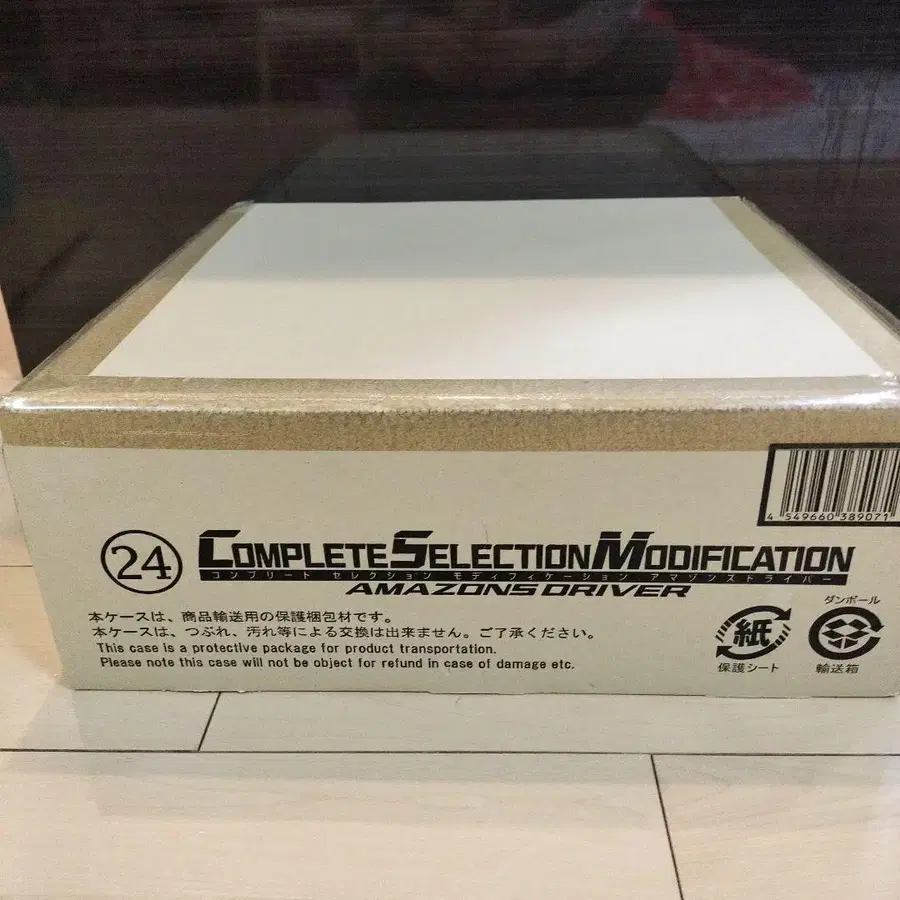 4 549660 389071
24
COMPLETE SELECTION MODIFICATION
コンプリート セレクション モディフィケーション アマゾンズドライバー
AMAZONS DRIVER
本ケースは、商品輸送用の保護梱包材です。
本ケースは、つぶれ、汚れ等による交換は出来ません。ご了承ください。
This case is a protective package for product transportation.
Please note this case will not be object for refund in case of damage etc.
紙
保護シート
ダンボール
輸送箱